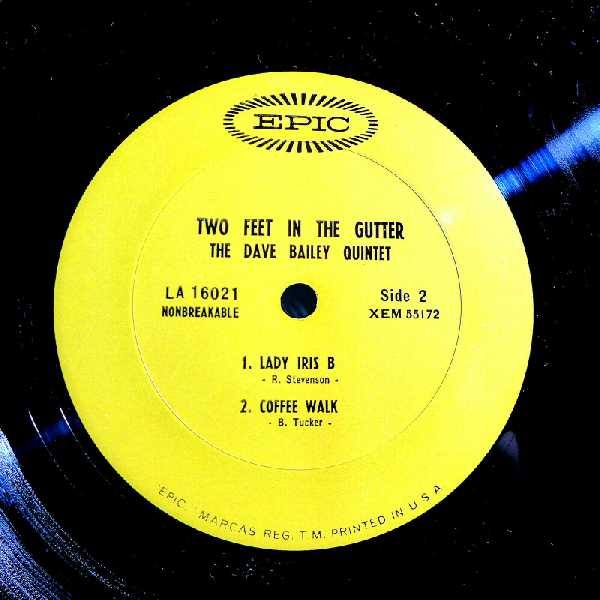 EPIC
TWO FEET IN THE GUTTER
THE DAVE BAILEY QUINTET
LA 16021
NONBREAKABLE
Side 2
XEM 55172
1. LADY IRIS B
- R. Stevenson -
2. COFFEE WALK
- B. Tucker -
"EPIC," MARCAS REG. T.M. PRINTED IN U.S.A